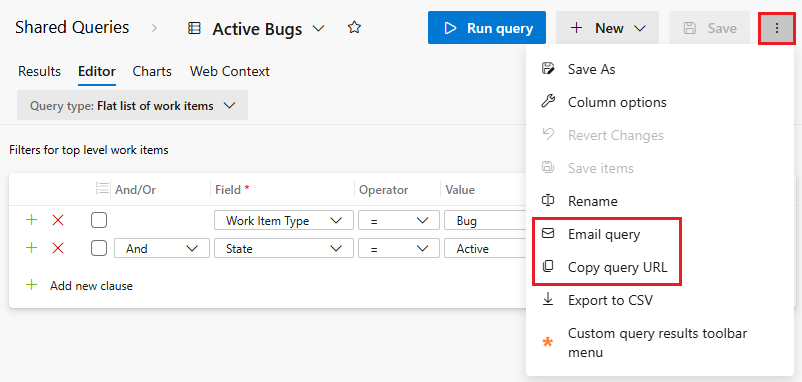 Shared Queries
Active Bugs
Run query
New
Save
Results
Editor
Charts
Web Context
Query type: Flat list of work items
Filters for top level work items
And/Or
Field *
Operator
Value
Work Item Type
=
Bug
And
State
=
Active
Add new clause
Save As
Column options
Revert Changes
Save items
Rename
Email query
Copy query URL
Export to CSV
Custom query results toolbar
menu